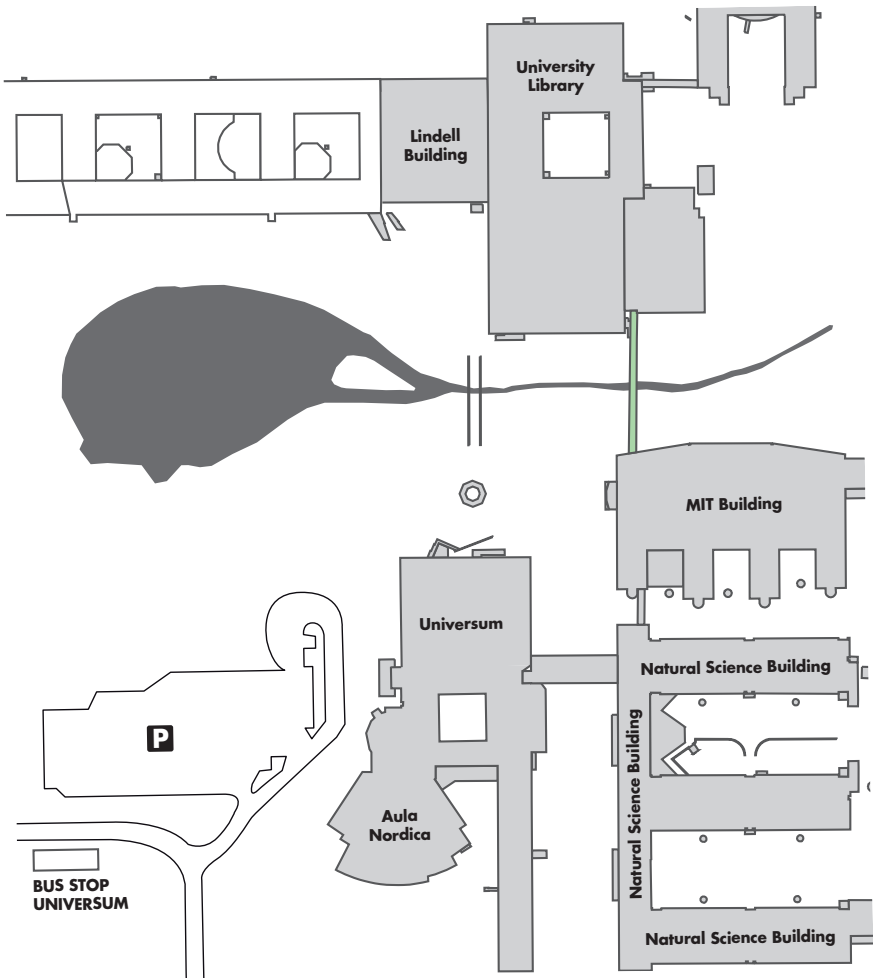 University
Library
Lindell
Building
MIT Building
Universum
Natural Science Building
Natural Science Building
P
Aula
Nordica
BUS STOP
UNIVERSUM
Natural Science Building